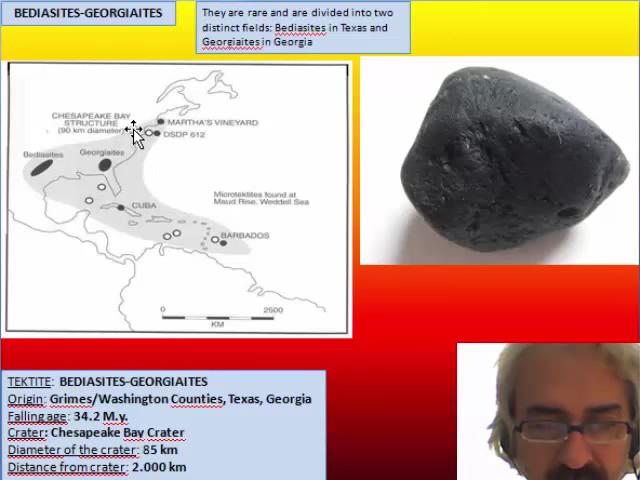 BEDIASITES-GEORGIAITES
They are rare and are divided into two
distinct fields: Bediasites in Texas and
Georgiaites in Georgia
CHESAPEAKE BAY
STRUCTURE
(90 km diameter)
MARTHA'S VINEYARD
DSDP 612
Bediasites
Georgiaites
Microtektites found at
Maud Rise, Weddell Sea
CUBA
BARBADOS
0 2500
KM
TEKTITE: BEDIASITES-GEORGIAITES
Origin: Grimes/Washington Counties, Texas, Georgia
Falling age: 34.2 M.y.
Crater: Chesapeake Bay Crater
Diameter of the crater: 85 km
Distance from crater: 2.000 km